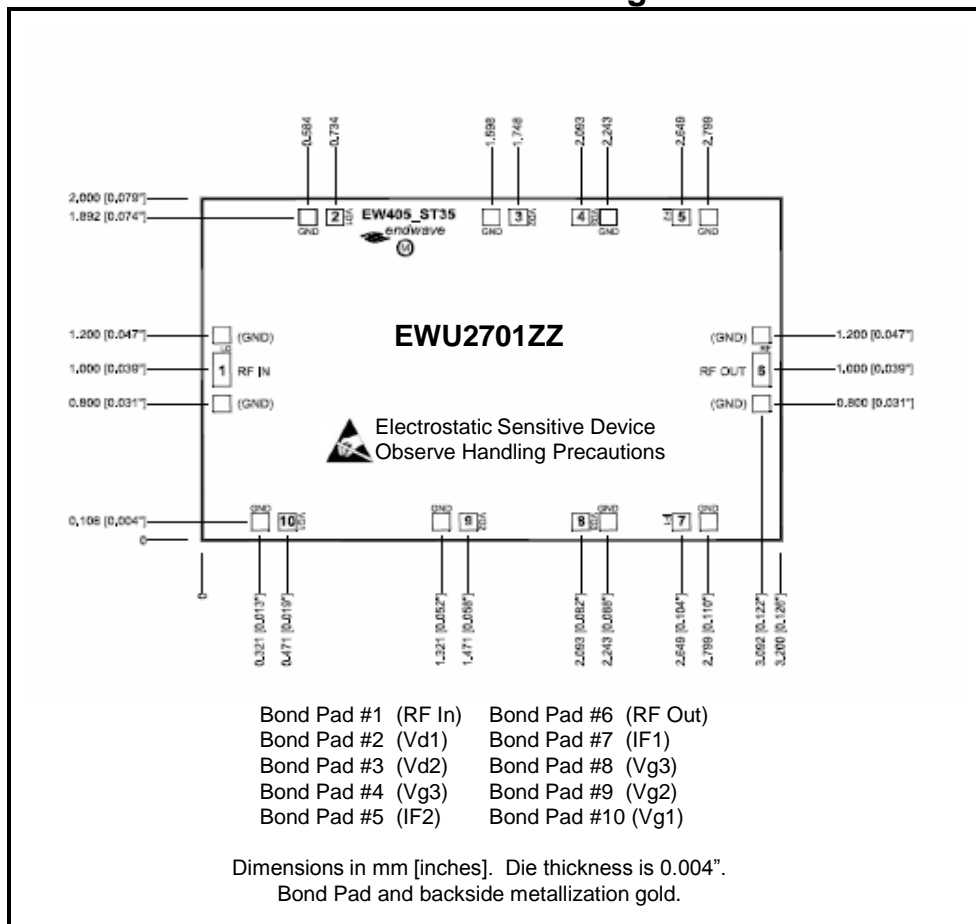 g
0.584
0.734
1.598
1.748
2.093
2.243
2.649
2.799
2.000 [0.079"]
1.892 [0.074"]
2 EW405_ST35 3 4 5
GND GND GND GND
endwave
M
1.200 [0.047"] (GND) EWU2701ZZ (GND) 1.200 [0.047"]
1.000 [0.039"] 1 RF IN RF OUT 6 1.000 [0.039"]
0.800 [0.031"] (GND) (GND) 0.800 [0.031"]
Electrostatic Sensitive Device
Observe Handling Precautions
GND GND GND GND
0.108 [0.004"] 10 9 8 7
0
0
0.321 [0.013"]
0.471 [0.019"]
1.321 [0.052"]
1.471 [0.058"]
2.093 [0.082"]
2.243 [0.088"]
2.649 [0.104"]
2.799 [0.110"]
3.092 [0.122"]
3.200 [0.126"]
Bond Pad #1 (RF In) Bond Pad #6 (RF Out)
Bond Pad #2 (Vd1) Bond Pad #7 (IF1)
Bond Pad #3 (Vd2) Bond Pad #8 (Vg3)
Bond Pad #4 (Vg3) Bond Pad #9 (Vg2)
Bond Pad #5 (IF2) Bond Pad #10 (Vg1)
Dimensions in mm [inches]. Die thickness is 0.004”.
Bond Pad and backside metallization gold.